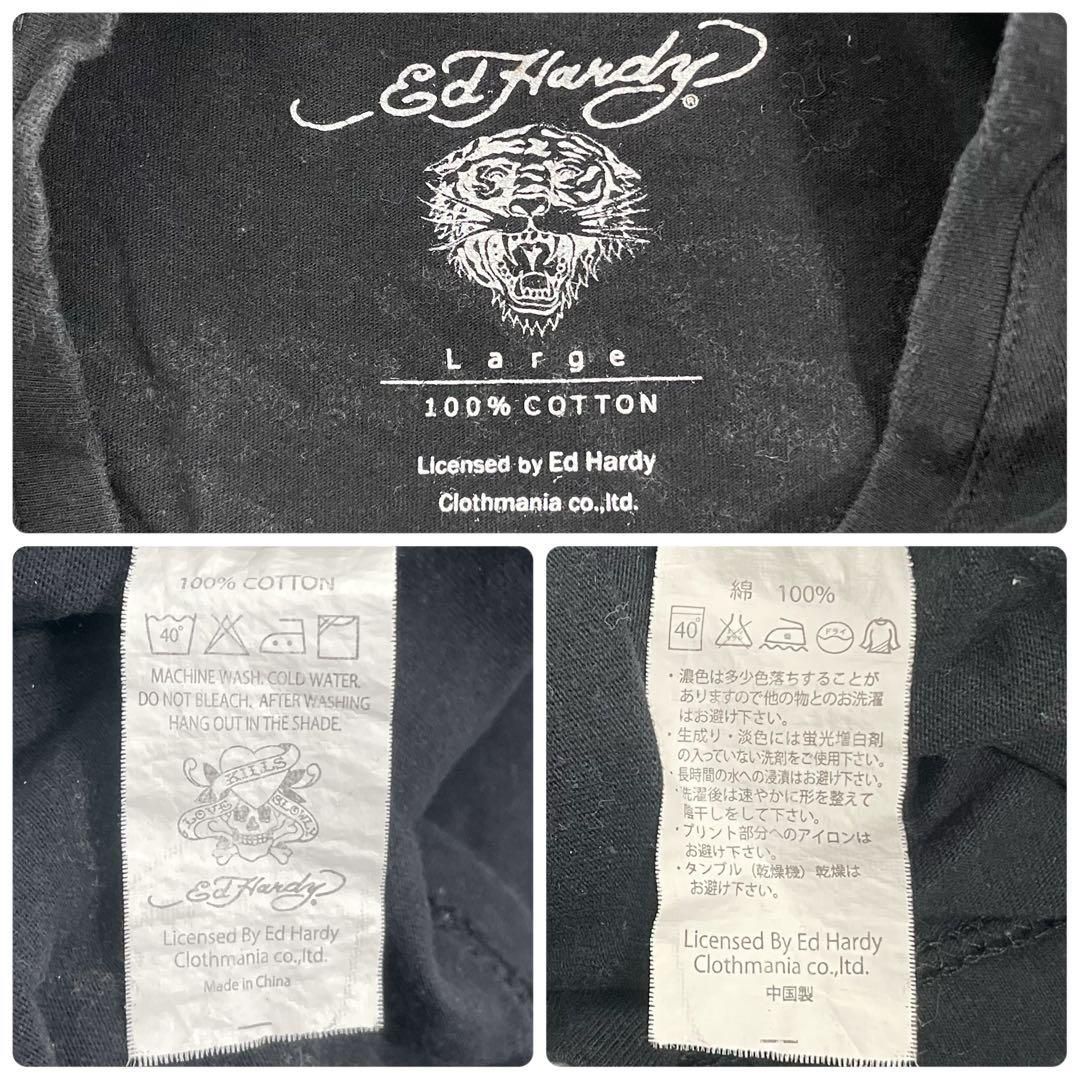 Ed Hardy®
Large
100% COTTON
Licensed by Ed Hardy
Clothmania co.,ltd.
100% COTTON
40°
MACHINE WASH. COLD WATER.
DO NOT BLEACH. AFTER WASHING
HANG OUT IN THE SHADE.
KILLS
LOVE SLOWLY
Ed Hardy
Licensed By Ed Hardy
Clothmania co.,ltd.
Made in China
綿 100%
40 ドライ
・濃色は多少色落ちすることが
ありますので他の物とのお洗濯
はお避け下さい。
・生成り・淡色には蛍光増白剤
の入っていない洗剤をご使用下さい。
・長時間の水への浸漬はお避け下さい。
・洗濯後は速やかに形を整えて
陰干しをして下さい。
・プリント部分へのアイロンは
お避け下さい。
・タンブル（乾燥機）乾燥は
お避け下さい。
Licensed By Ed Hardy
Clothmania co.,ltd.
中国製